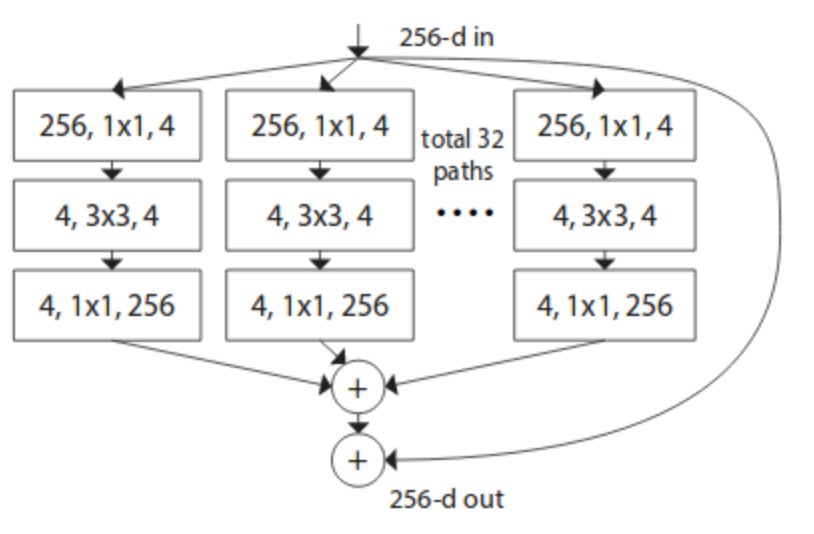 256-d in
256, 1x1, 4
256, 1x1, 4
total 32
paths
256, 1x1, 4
4, 3x3, 4
4, 3x3, 4
....
4, 3x3, 4
4, 1x1, 256
4, 1x1, 256
4, 1x1, 256
+
+
256-d out